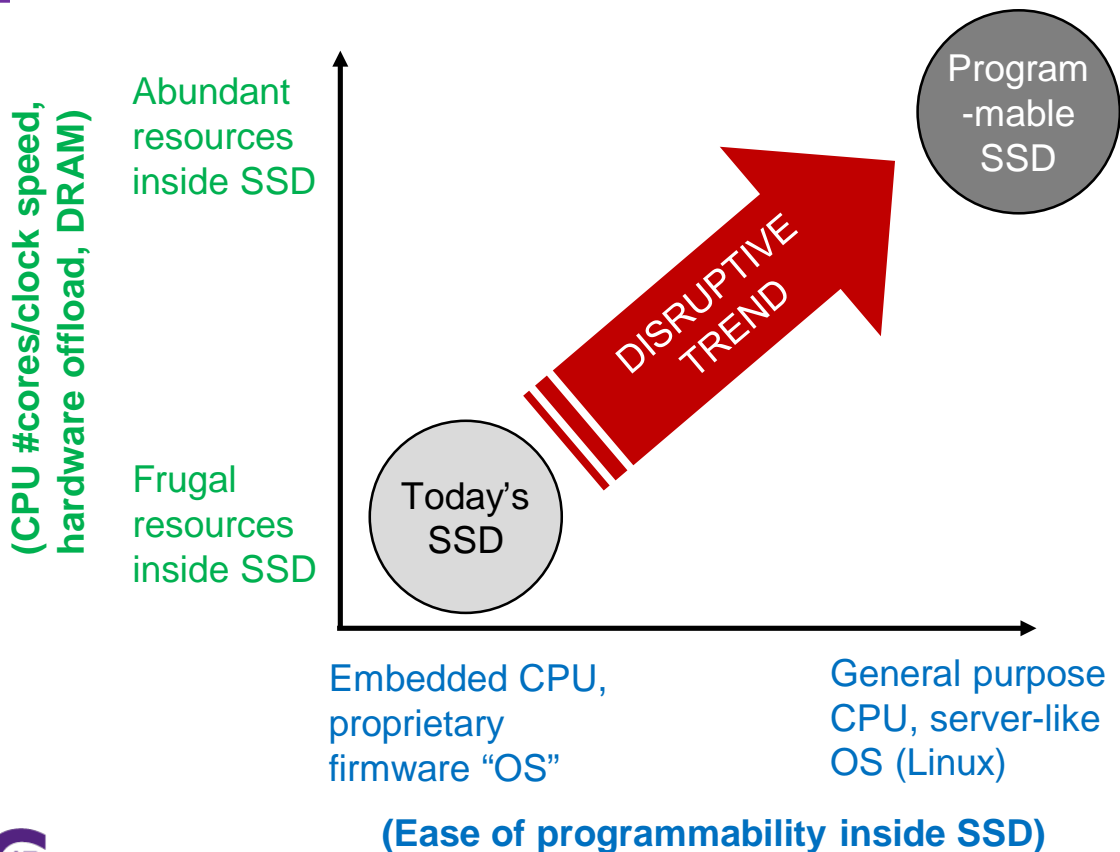 (CPU #cores/clock speed,
hardware offload, DRAM)
Abundant
resources
inside SSD
Program
-mable
SSD
DISRUPTIVE
TREND
Frugal
resources
inside SSD
Today’s
SSD
Embedded CPU,
proprietary
firmware “OS”
General purpose
CPU, server-like
OS (Linux)
(Ease of programmability inside SSD)